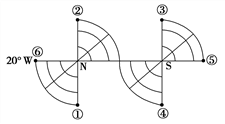 ② ③
⑥
20° W N S ⑤
① ④